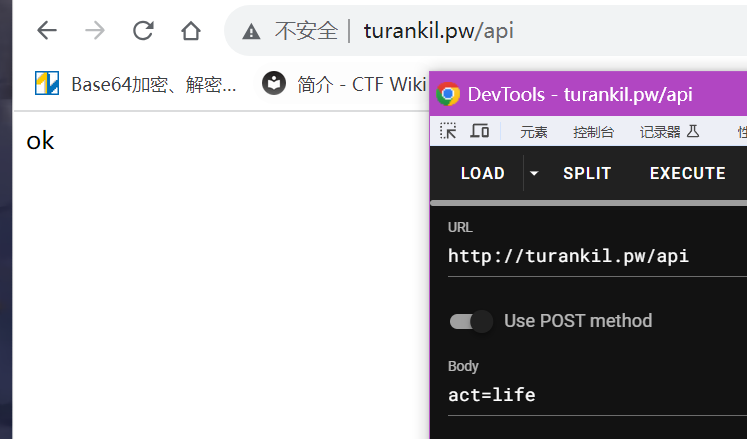 不安全 | turankil.pw/api
Base64加密、解密... 简介 - CTF Wiki
ok
DevTools - turankil.pw/api
元素 控制台 记录器
LOAD SPLIT EXECUTE
URL
http://turankil.pw/api
Use POST method
Body
act=life